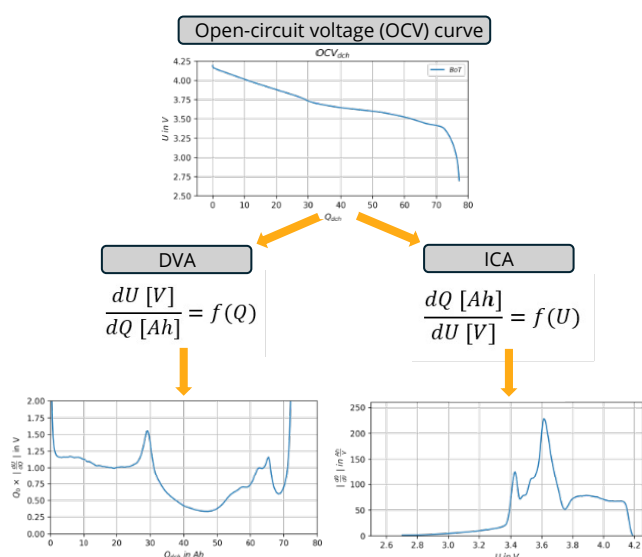 Open-circuit voltage (OCV) curve
OCV_dch
4.25
4.00
3.75
3.50
3.25
3.00
2.75
2.50
U in V
BoT
0 10 20 30 40 50 60 70 80
Q_dch
DVA
ICA
dU [V]
dQ [Ah]
= f(Q)
dQ [Ah]
dU [V]
= f(U)
2.00
1.75
1.50
1.25
1.00
0.75
0.50
0.25
0.00
Q₀ × | dU/dQ | in V
0 10 20 30 40 50 60 70 80
Q_dch in Ah
250
200
150
100
50
0
| dQ/dU | in Ah/V
2.6 2.8 3.0 3.2 3.4 3.6 3.8 4.0 4.2
U in V